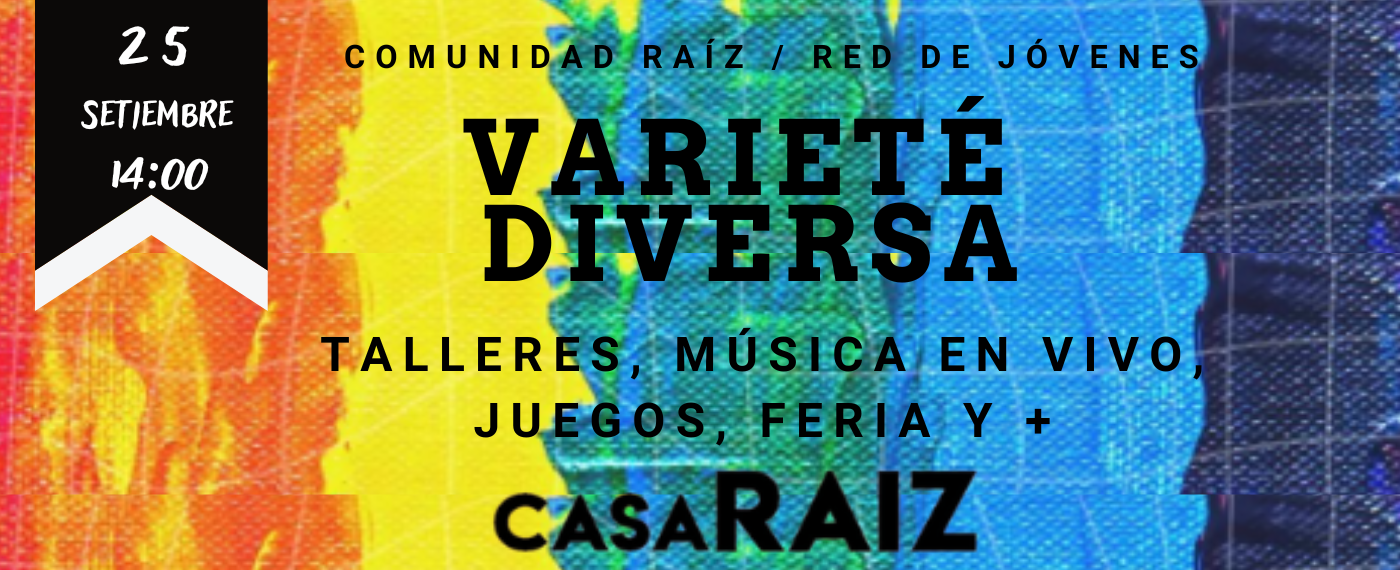 25
SETIEMBRE
14:00
COMUNIDAD RAÍZ / RED DE JÓVENES
VARIETÉ
DIVERSA
TALLERES, MÚSICA EN VIVO,
JUEGOS, FERIA Y +
CASARAIZ